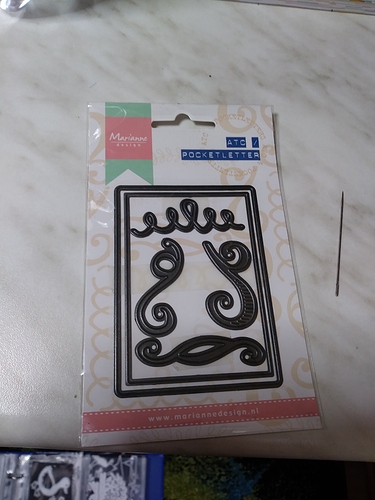 Marianne
design
ATC /
POCKETLETTER
www.mariannedesign.nl